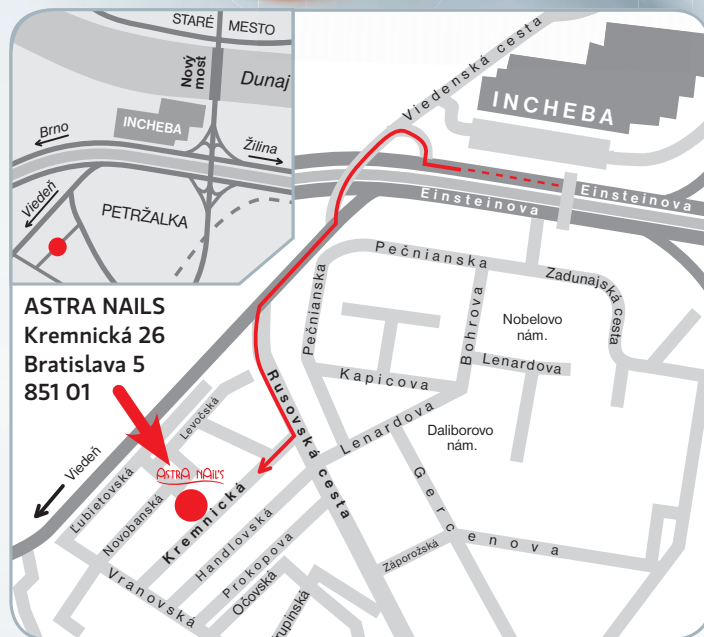 STARÉ MESTO
Nový
most
Dunaj
INCHEBA
Brno
Žilina
Viedeň
PETRŽALKA
Viedenská cesta
INCHEBA
Einsteinova
Einsteinova
Pečnianska
Zadunajská cesta
Pečnianska
Bohrova
Nobelovo
nám.
Lenardova
Kapicova
ASTRA NAILS
Kremnická 26
Bratislava 5
851 01
Rusovská cesta
Lenardova
Daliborovo
nám.
Levočská
Viedeň
ASTRA NAIL'S
Ľubietovská
Novobanská
Kremnická
Gercenova
Handlovská
Prokopova
Záporožská
Vranovská
Očovská
rupinská